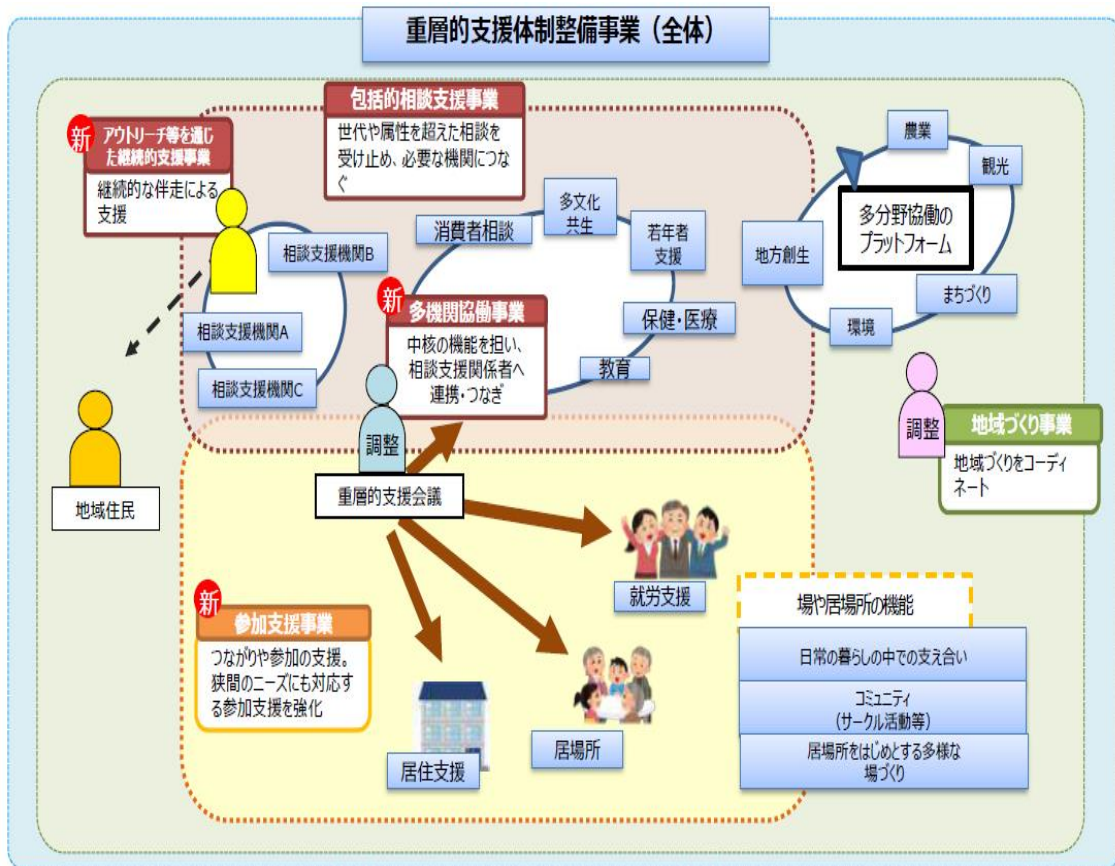 重層的支援体制整備事業（全体）
包括的相談支援事業
世代や属性を超えた相談を
受け止め、必要な機関につな
ぐ
新
アウトリーチ等を通じ
た継続的支援事業
継続的な伴走による
支援
相談支援機関B
相談支援機関A
相談支援機関C
消費者相談
多文化
共生
若年者
支援
保健・医療
教育
新
多機関協働事業
中核の機能を担い、
相談支援関係者へ
連携・つなぎ
農業
観光
多分野協働の
プラットフォーム
地方創生
まちづくり
環境
調整
地域づくり事業
地域づくりをコーディ
ネート
地域住民
調整
重層的支援会議
就労支援
新
参加支援事業
つながりや参加の支援。
狭間のニーズにも対応す
る参加支援を強化
居住支援
居場所
場や居場所の機能
日常の暮らしの中での支え合い
コミュニティ
（サークル活動等）
居場所をはじめとする多様な
場づくり